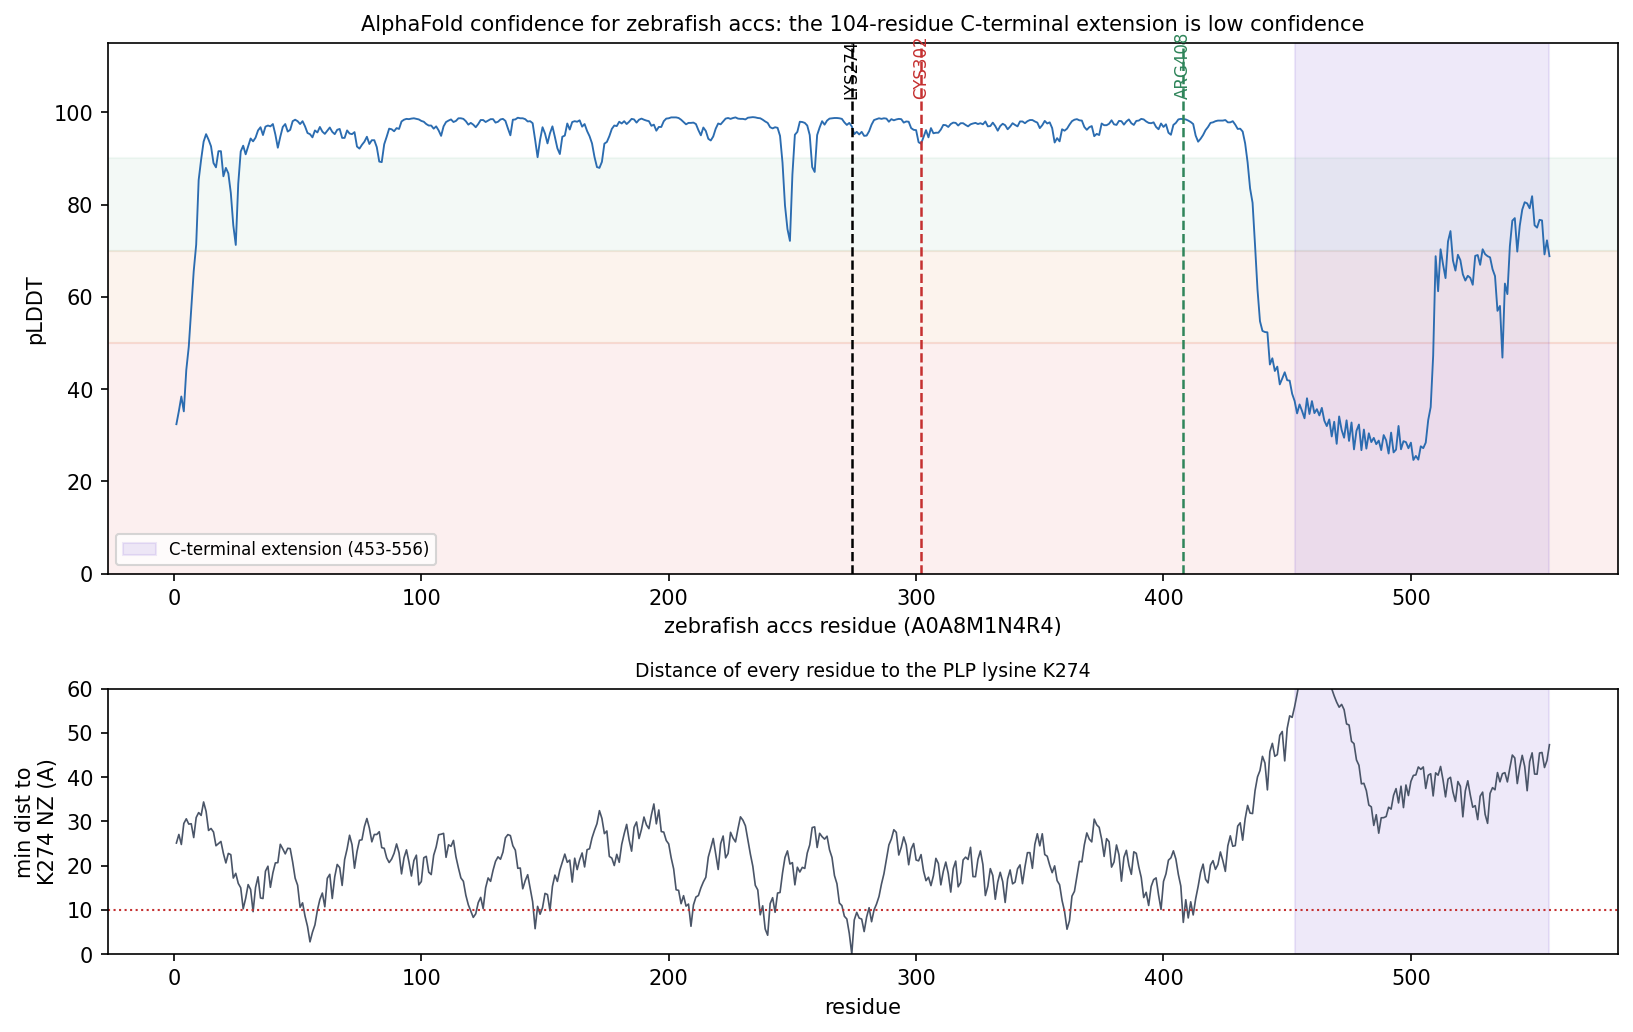 AlphaFold confidence for zebrafish accs: the 104-residue C-terminal extension is low confidence
LYS274
CYS302
ARG408
pLDDT
100
80
60
40
20
0
C-terminal extension (453-556)
0 100 200 300 400 500
zebrafish accs residue (A0A8M1N4R4)
Distance of every residue to the PLP lysine K274
min dist to
K274 NZ (A)
60
50
40
30
20
10
0
0 100 200 300 400 500
residue